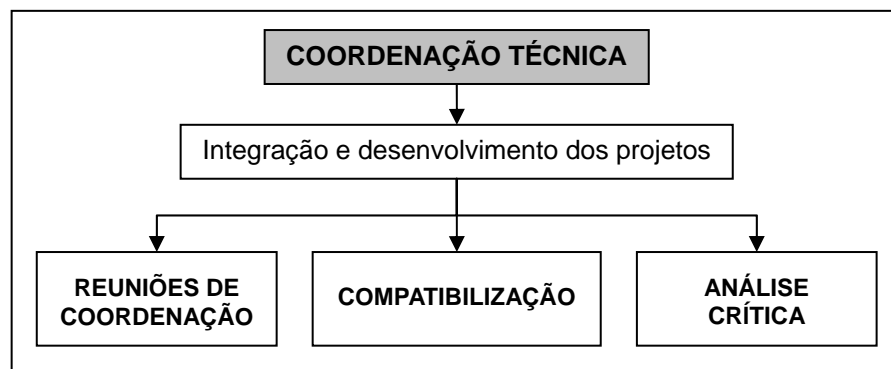 COORDENAÇÃO TÉCNICA
Integração e desenvolvimento dos projetos
REUNIÕES DE
COORDENAÇÃO
COMPATIBILIZAÇÃO
ANÁLISE
CRÍTICA